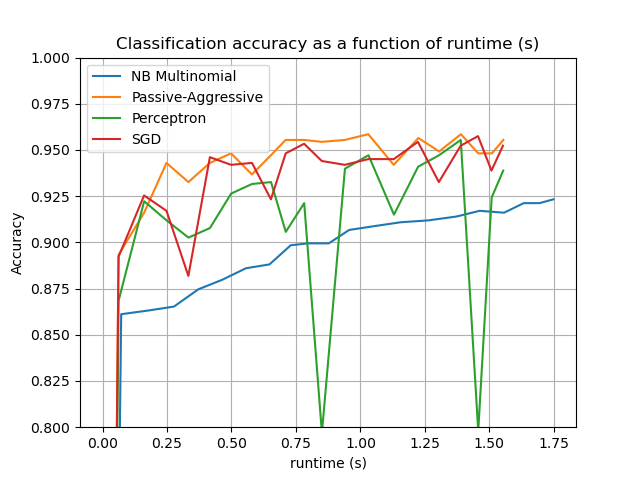 Classification accuracy as a function of runtime (s)
NB Multinomial
Passive-Aggressive
Perceptron
SGD
Accuracy
1.000
0.975
0.950
0.925
0.900
0.875
0.850
0.825
0.800
0.00 0.25 0.50 0.75 1.00 1.25 1.50 1.75
runtime (s)